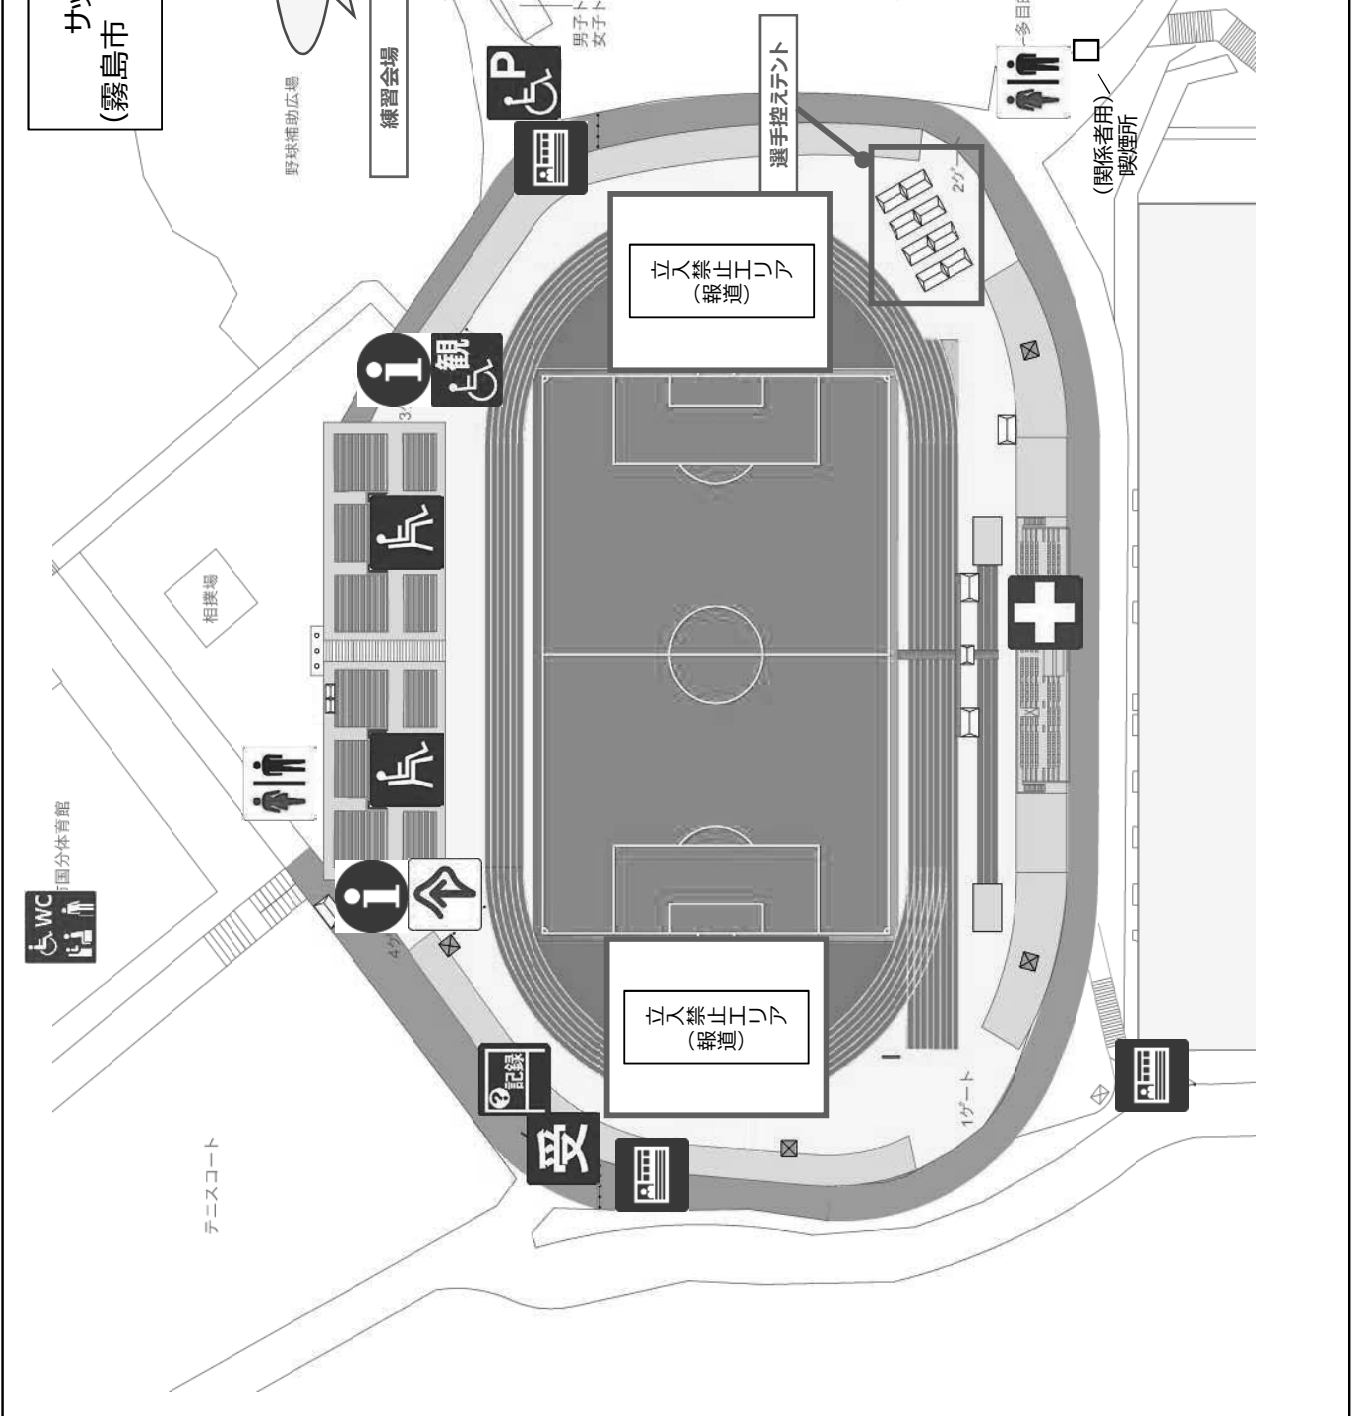 サッ
(霧島市
野球補助広場
練習会場
P
男子ト
女子ト
選手控えテント
多目的
(関係者用)
喫煙所
2ゲ
立入禁止エリア
(報道)
i
観
3
相撲場
国分体育館
WC
i
4ゲ
立入禁止エリア
(報道)
?
記録
受
1ゲート
テニスコート